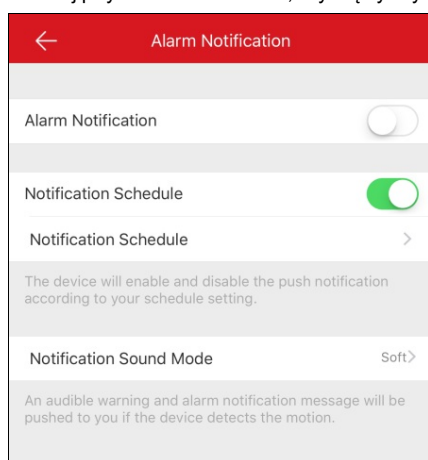 Alarm Notification
Alarm Notification
Notification Schedule
Notification Schedule
The device will enable and disable the push notification
according to your schedule setting.
Notification Sound Mode Soft
An audible warning and alarm notification message will be
pushed to you if the device detects the motion.